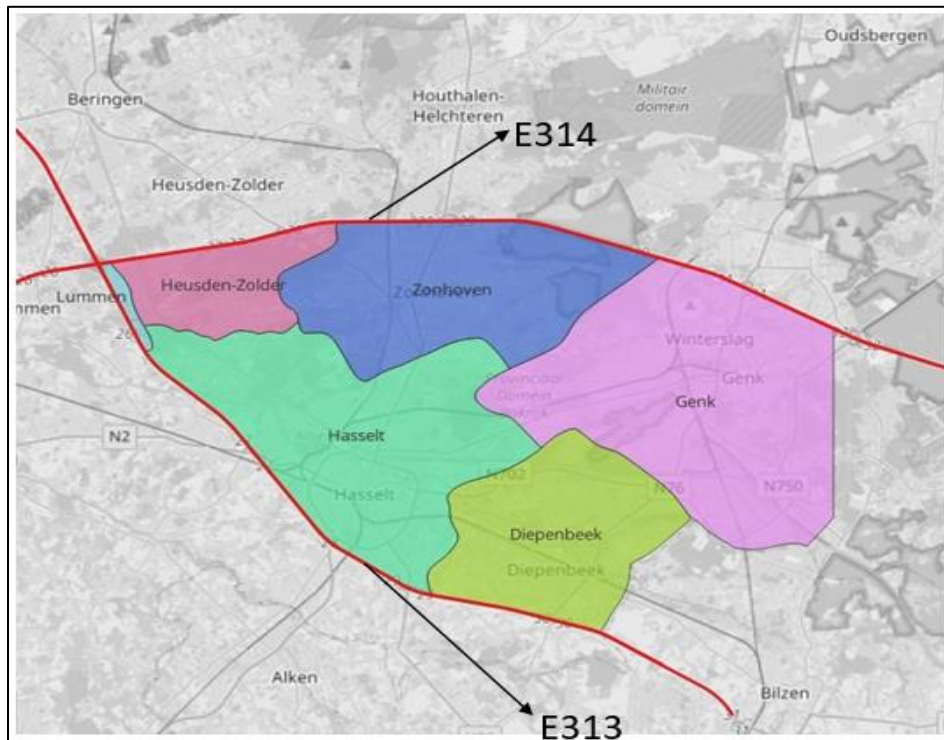 Oudsbergen
Beringen
Houthalen-
Helchteren
Militair
domein
E314
Heusden-Zolder
Heusden-Zolder
Zonhoven
Lummen
mmen
Winterslag
Genk
Genk
N2
Hasselt
Hasselt
N702
N76
N750
Diepenbeek
Diepenbeek
Alken
Bilzen
E313